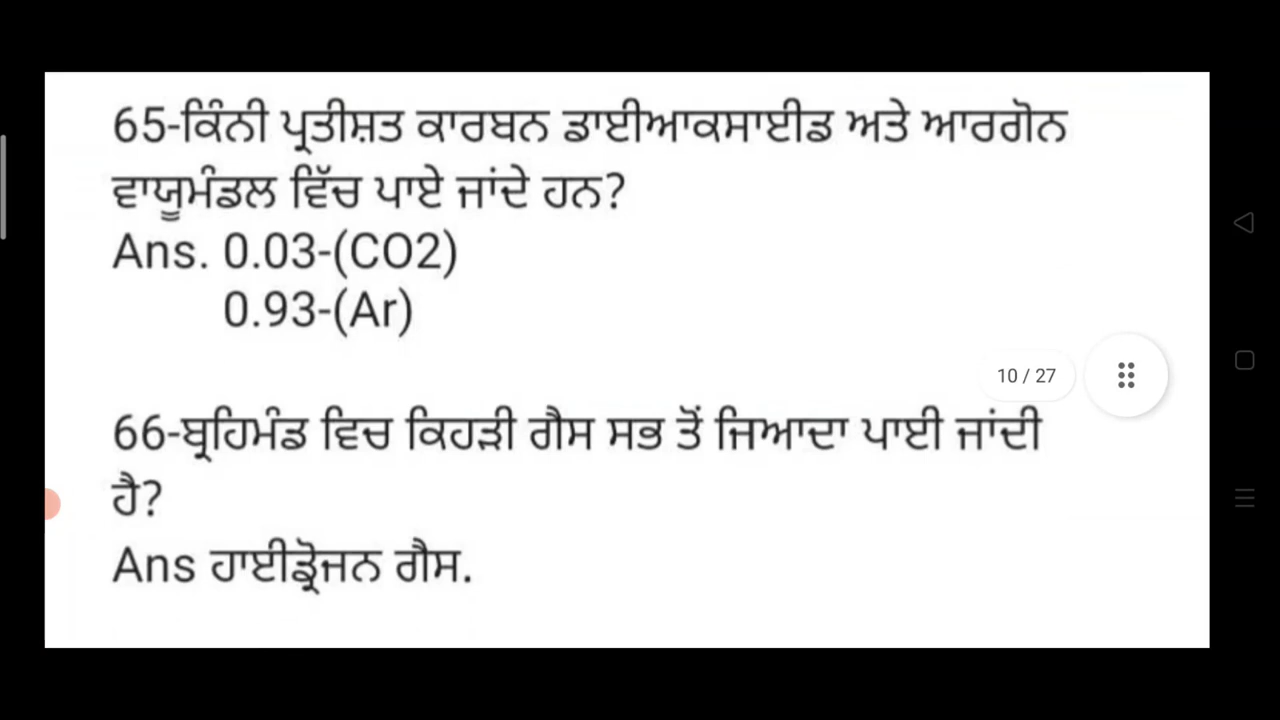 65-ਕਿੰਨੀ ਪ੍ਰਤੀਸ਼ਤ ਕਾਰਬਨ ਡਾਈਆਕਸਾਈਡ ਅਤੇ ਆਰਗੋਨ
ਵਾਯੂਮੰਡਲ ਵਿੱਚ ਪਾਏ ਜਾਂਦੇ ਹਨ?
Ans. 0.03-(CO2)
0.93-(Ar)
10 / 27
66-ਬ੍ਰਹਿਮੰਡ ਵਿਚ ਕਿਹੜੀ ਗੈਸ ਸਭ ਤੋਂ ਜਿਆਦਾ ਪਾਈ ਜਾਂਦੀ
ਹੈ?
Ans ਹਾਈਡ੍ਰੋਜਨ ਗੈਸ.